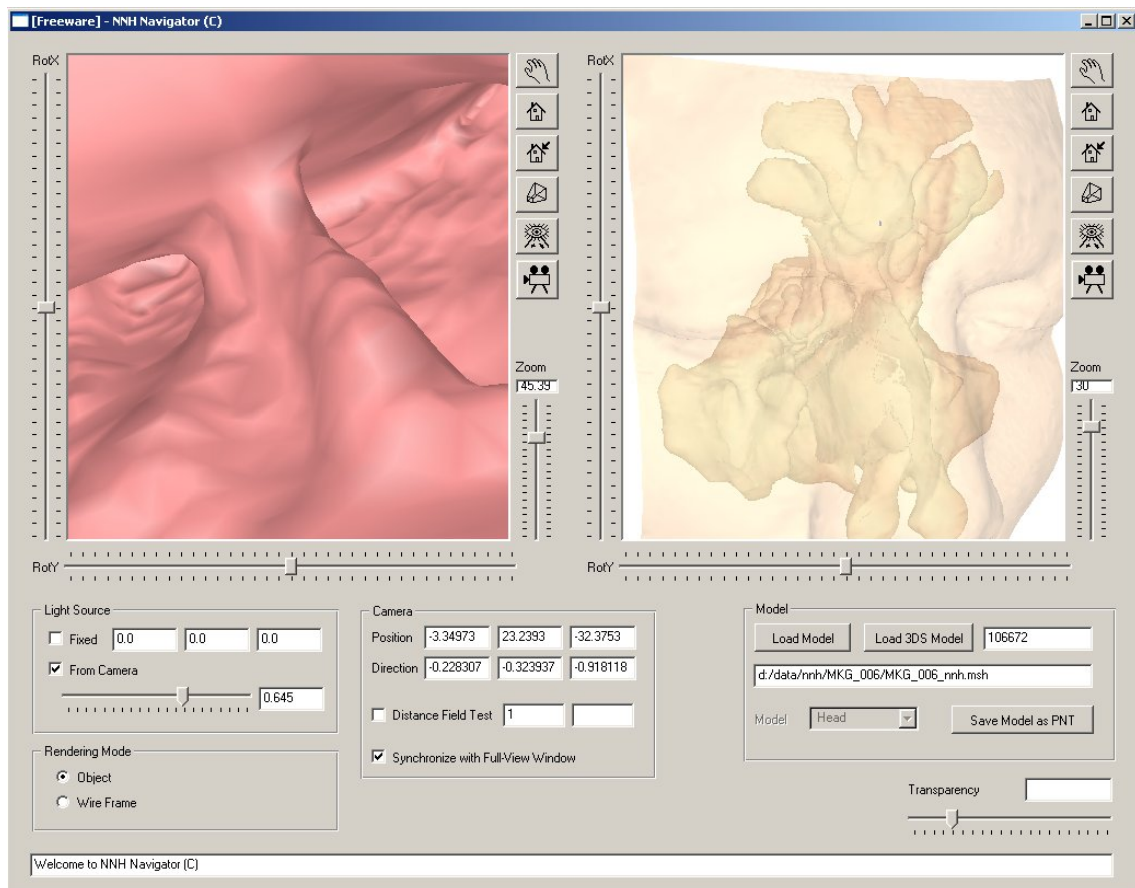 [Freeware] - NNH Navigator (C)
RotX
RotX
Zoom
45.39
Zoom
30
RotY
RotY
Light Source
Fixed 0.0 0.0 0.0
From Camera
0.645
Rendering Mode
Object
Wire Frame
Camera
Position -3.34973 23.2393 -32.3753
Direction -0.228307 -0.323937 -0.918118
Distance Field Test 1
Synchronize with Full-View Window
Model
Load Model Load 3DS Model 106672
d:/data/nnh/MKG_006/MKG_006_nnh.msh
Model Head Save Model as PNT
Transparency
Welcome to NNH Navigator (C)